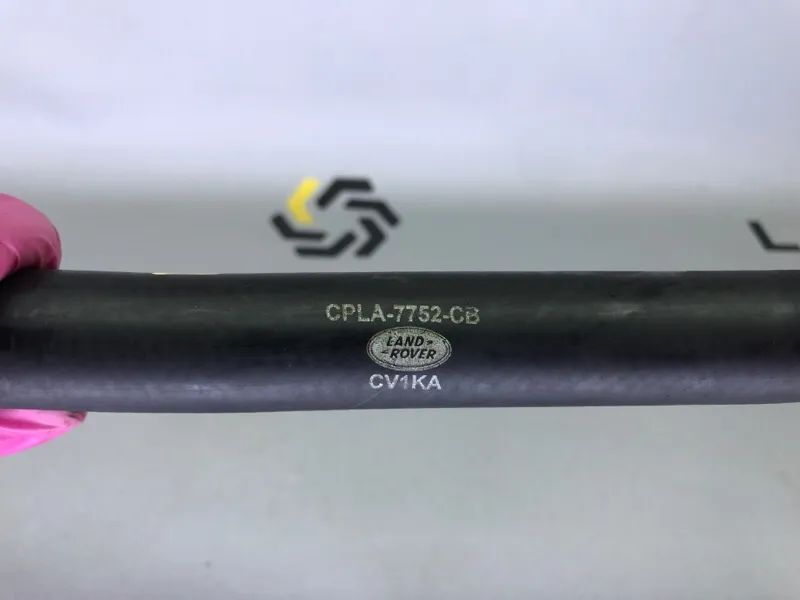 CPLA-7752-CB
LAND-
-ROVER
CV1KA